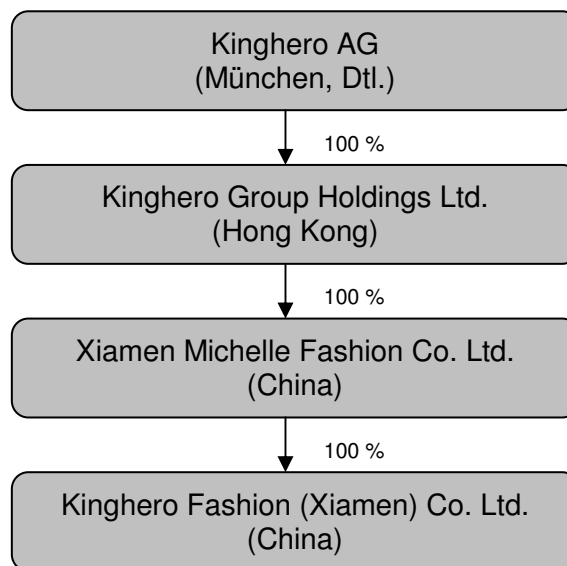 Kinghero AG
(München, Dtl.)
100 %
Kinghero Group Holdings Ltd.
(Hong Kong)
100 %
Xiamen Michelle Fashion Co. Ltd.
(China)
100 %
Kinghero Fashion (Xiamen) Co. Ltd.
(China)